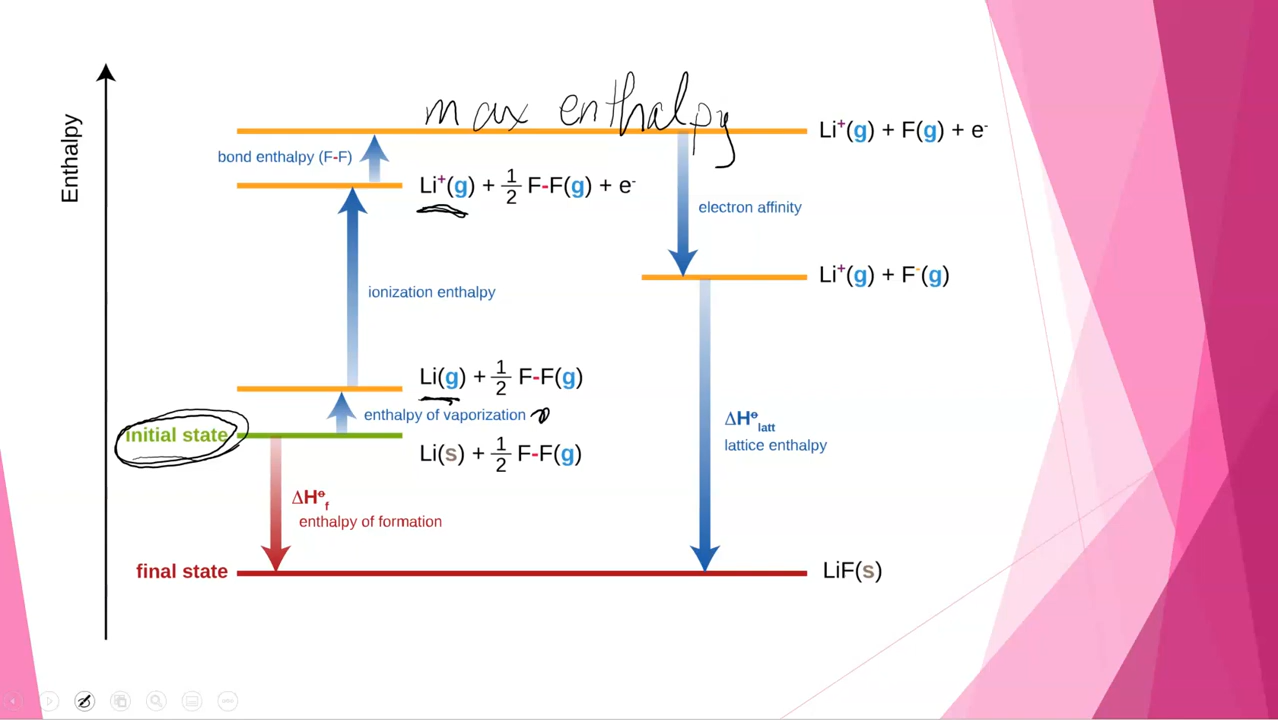 max enthalpy
Li⁺(g) + F(g) + e⁻
bond enthalpy (F-F)
Li⁺(g) + 1/2 F-F(g) + e⁻
electron affinity
Enthalpy
Li⁺(g) + F⁻(g)
ionization enthalpy
Li(g) + 1/2 F-F(g)
enthalpy of vaporization
initial state
Li(s) + 1/2 F-F(g)
ΔH°latt
lattice enthalpy
ΔH°f
enthalpy of formation
final state
LiF(s)